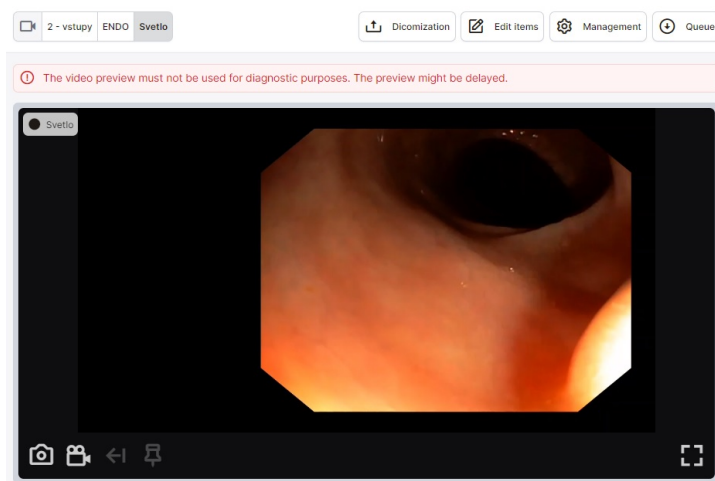 2 - vstupy ENDO Svetlo Dicomization Edit items Management Queue
The video preview must not be used for diagnostic purposes. The preview might be delayed.
Svetlo